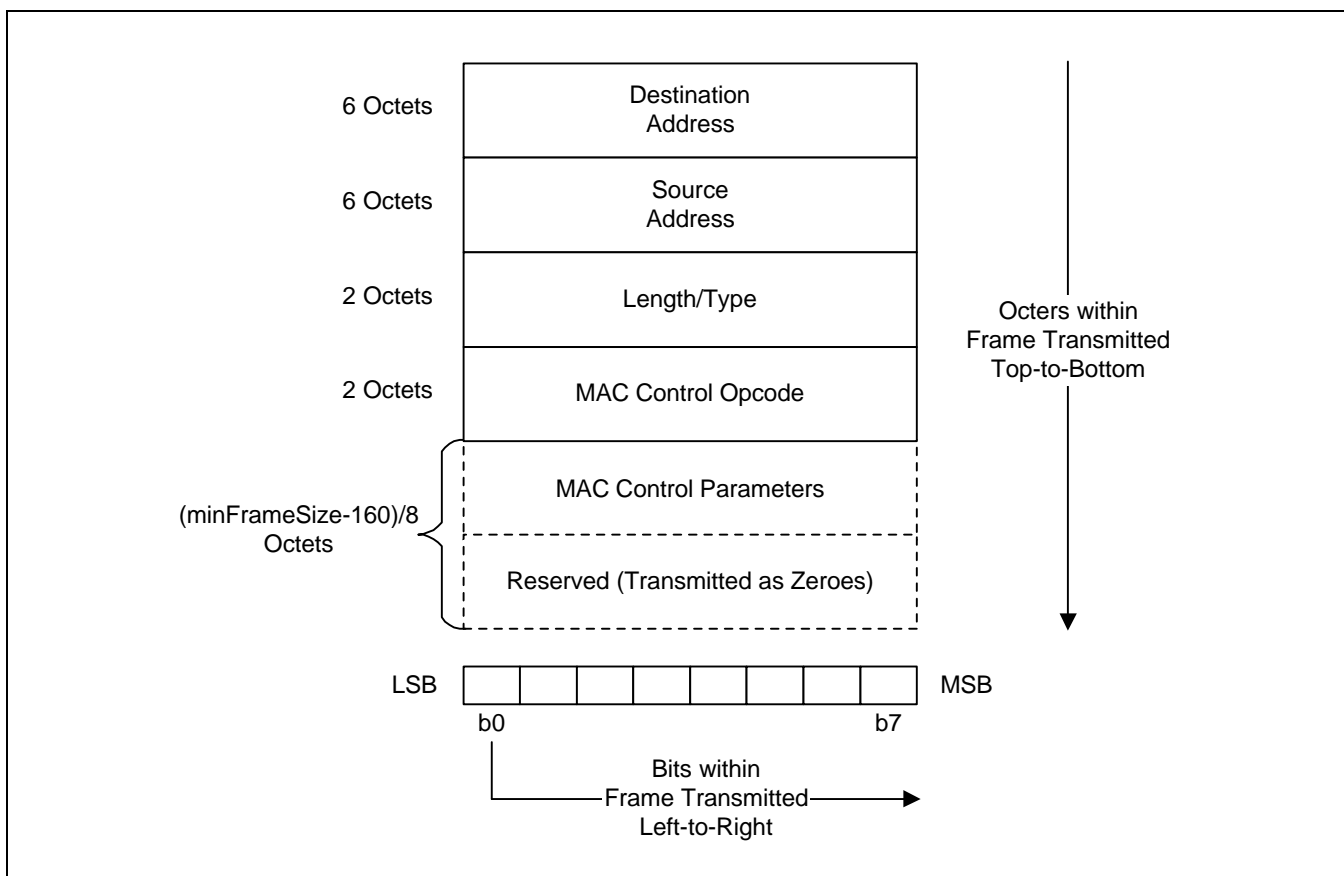 6 Octets
Destination
Address
6 Octets
Source
Address
2 Octets
Length/Type
2 Octets
MAC Control Opcode
(minFrameSize-160)/8
Octets
MAC Control Parameters
Reserved (Transmitted as Zeroes)
Octers within
Frame Transmitted
Top-to-Bottom
LSB
MSB
b0
b7
Bits within
Frame Transmitted
Left-to-Right